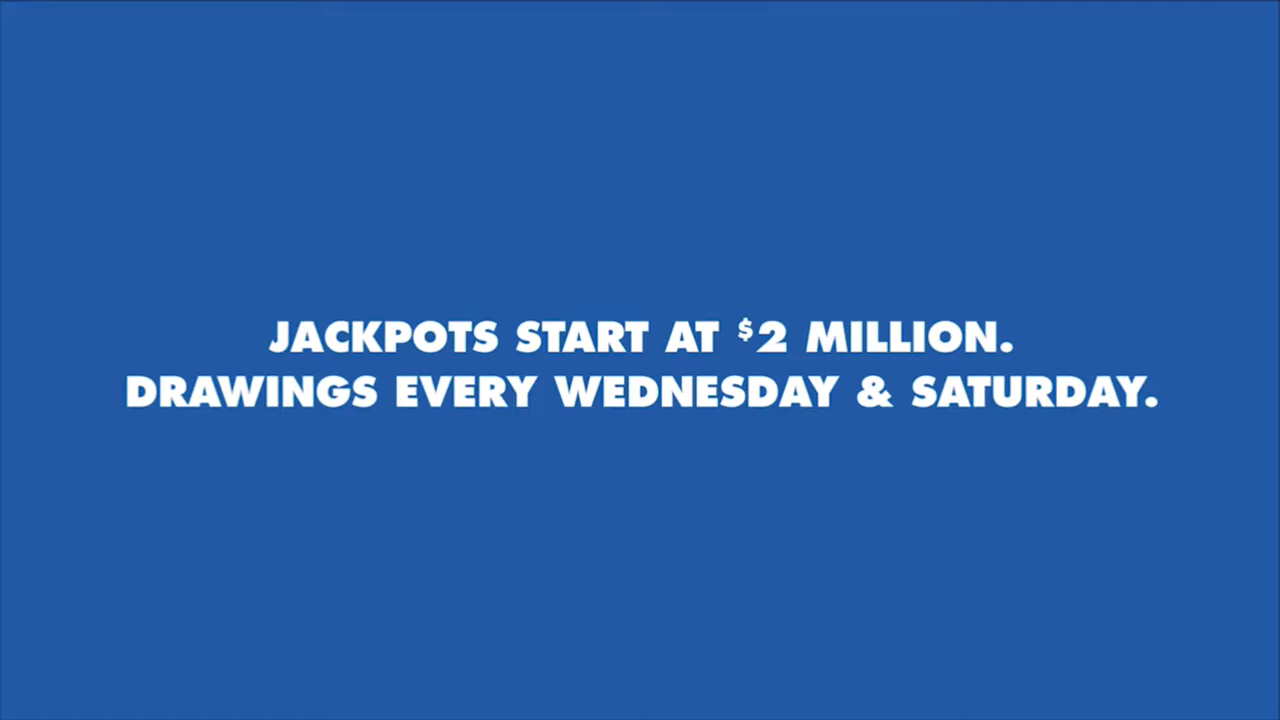 JACKPOTS START AT $2 MILLION.
DRAWINGS EVERY WEDNESDAY & SATURDAY.